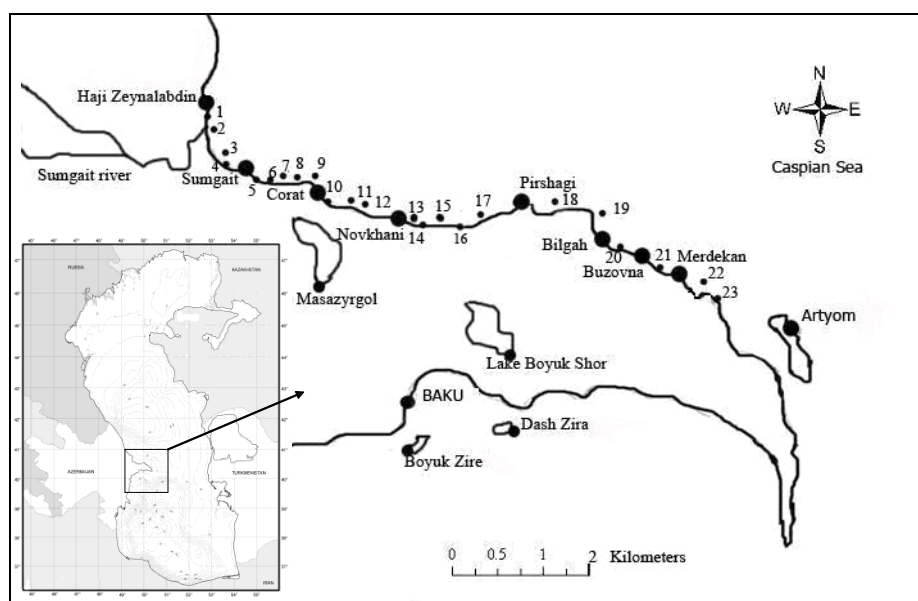 N
W E
S
Caspian Sea
Haji Zeynalabdin
1
2
3
4
Sumgait river
Sumgait
5
6
7
8
9
Corat
10
11
12
13
14
15
16
17
18
19
Pirshagi
Novkhani
Bilgah
20
Buzovna
21
Merdekan
22
23
Masazyrgol
Artyom
Lake Boyuk Shor
BAKU
Dash Zira
Boyuk Zire
KAZAKHSTAN
AZERBAIJAN
TURKMENISTAN
IRAN
0 0.5 1 2 Kilometers